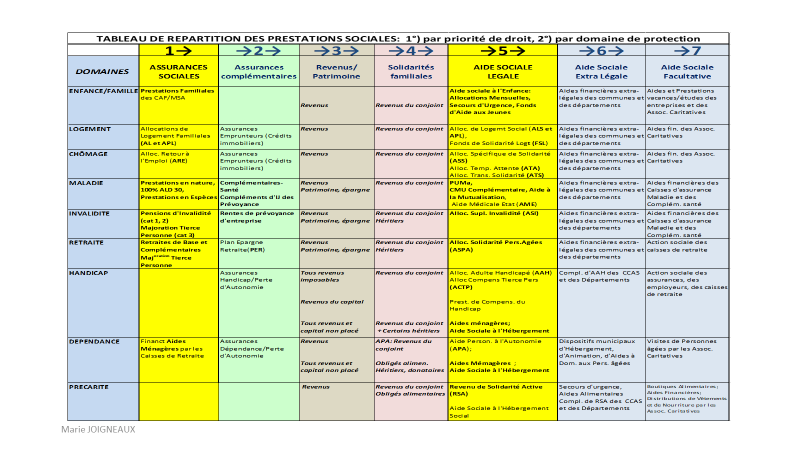 TABLEAU DE REPARTITION DES PRESTATIONS SOCIALES: 1°) par priorité de droit, 2°) par domaine de protection
1→ →2→ →3→ →4→ →5→ →6→ →7
DOMAINES
ASSURANCES
SOCIALES
Assurances
complémentaires
Revenus/
Patrimoine
Solidarités
familiales
AIDE SOCIALE
LEGALE
Aide Sociale
Extra Légale
Aide Sociale
Facultative
ENFANCE/FAMILLE
Prestations Familiales
des CAF/MSA
Revenus
Revenus du conjoint
Aide sociale à l'Enfance:
Allocations Mensuelles,
Secours d'Urgence, Fonds
d'Aide aux Jeunes
Aides financières extra-
légales des communes et
des départements
Aides et Prestations
vacances/études des
entreprises et des
Assoc. Caritatives
LOGEMENT
Allocations de
Logement Familiales
(AL et APL)
Assurances
Emprunteurs (Crédits
immobiliers)
Revenus
Revenus du conjoint
Alloc. de Logemt Social (ALS et
APL),
Fonds de Solidarité Logt (FSL)
Aides financières extra-
légales des communes et
des départements
Aides fin. des Assoc.
Caritatives
CHÔMAGE
Alloc. Retour à
l'Emploi (ARE)
Assurances
Emprunteurs (Crédits
immobiliers)
Revenus
Revenus du conjoint
Alloc. Spécifique de Solidarité
(ASS)
Alloc. Temp. Attente (ATA)
Alloc. Trans. Solidarité (ATS)
Aides financières extra-
légales des communes et
des départements
Aides fin. des Assoc.
Caritatives
MALADIE
Prestations en nature,
100% ALD 30,
Prestations en Espèces
Complémentaires-
Santé
Compléments d'IJ des
Prévoyance
Revenus
Patrimoine, épargne
Revenus du conjoint
PUMa,
CMU Complémentaire, Aide à
la Mutualisation,
Aide Médicale Etat (AME)
Aides financières extra-
légales des communes et
des départements
Aides financières des
Caisses d'assurance
Maladie et des
Complém. santé
INVALIDITE
Pensions d'Invalidité
(cat 1, 2)
Majoration Tierce
Personne (cat 3)
Rentes de prévoyance
d'entreprise
Revenus
Patrimoine, épargne
Revenus du conjoint
Héritiers
Alloc. Supl. Invalidité (ASI)
Aides financières extra-
légales des communes et
des départements
Aides financières des
Caisses d'assurance
Maladie et des
Complém. santé
RETRAITE
Retraites de Base et
Complémentaires
Majoration Tierce
Personne
Plan Epargne
Retraite(PER)
Revenus
Patrimoine, épargne
Revenus du conjoint
Héritiers
Alloc. Solidarité Pers.Agées
(ASPA)
Aides financières extra-
légales des communes et
des départements
Action sociale des
caisses de retraite
HANDICAP
Assurances
Handicap/Perte
d'Autonomie
Tous revenus
imposables
Revenus du capital
Tous revenus et
capital non placé
Revenus du conjoint
+ Certains héritiers
Alloc. Adulte Handicapé (AAH)
Alloc Compens Tierce Pers
(ACTP)
Prest. de Compens. du
Handicap
Aides ménagères;
Aide Sociale à l'Hébergement
Compl. d'AAH des CCAS
et des Départements
Action sociale des
assurances, des
employeurs, des caisses
de retraite
DEPENDANCE
Financt Aides
Ménagères par les
Caisses de Retraite
Assurances
Dépendance/Perte
d'Autonomie
Revenus
Tous revenus et
capital non placé
APA: Revenus du
conjoint
Obligés alimen.
Héritiers, donataires
Aide Person. à l'Autonomie
(APA);
Aides Ménagères ;
Aide Sociale à l'Hébergement
Dispositifs municipaux
d'Hébergement,
d'Animation, d'Aides à
Dom. aux Pers. âgées
Visites de Personnes
âgées par les Assoc.
Caritatives
PRECARITE
Revenus
Revenus du conjoint
Obligés alimentaires
Revenu de Solidarité Active
(RSA)
Aide Sociale à l'Hébergement
Social
Secours d'urgence,
Aides Alimentaires
Compl. de RSA des CCAS
et des Départements
Boutiques Alimentaires;
Aides Financières;
Distributions de Vêtements
et de Nourriture par les
Assoc. Caritatives
Marie JOIGNEAUX